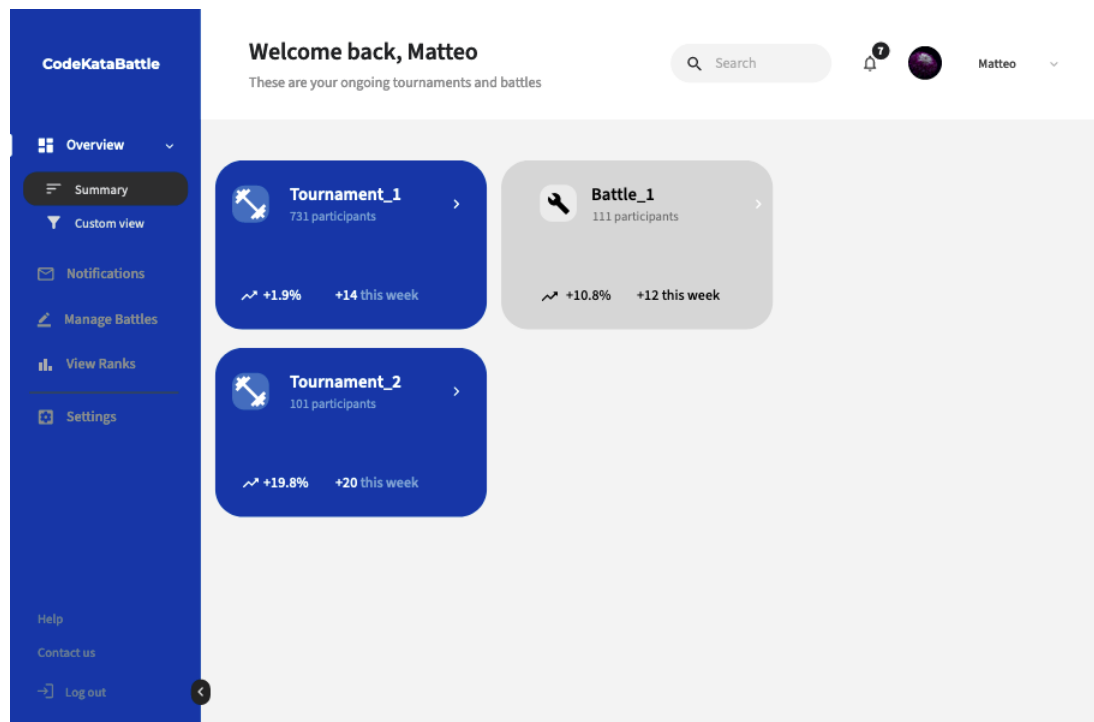 CodeKataBattle
Welcome back, Matteo
These are your ongoing tournaments and battles
Search
7
Matteo
Overview
Summary
Custom view
Notifications
Manage Battles
View Ranks
Settings
Help
Contact us
Log out
Tournament_1
731 participants
+1.9% +14 this week
Battle_1
111 participants
+10.8% +12 this week
Tournament_2
101 participants
+19.8% +20 this week